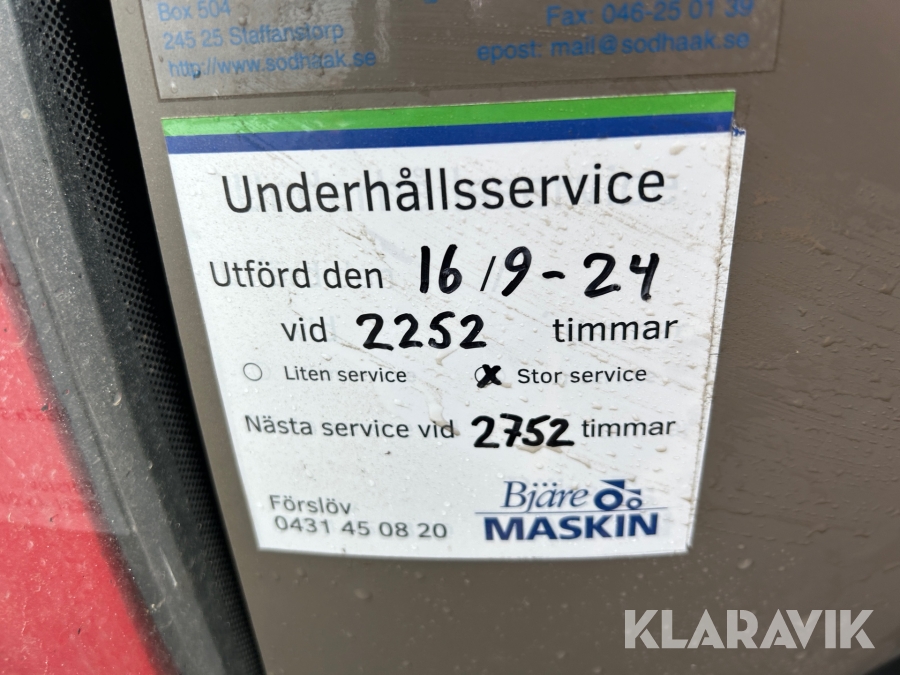 Box 504
245 25 Staffanstorp
http://www.sodhaak.se
Fax: 046-25 01 39
epost: mail@sodhaak.se
Underhållsservice
Utförd den 16/9-24
vid 2252 timmar
Liten service X Stor service
Nästa service vid 2752 timmar
Förslöv
0431 45 08 20
Bjäre
MASKIN
KLARAVIK